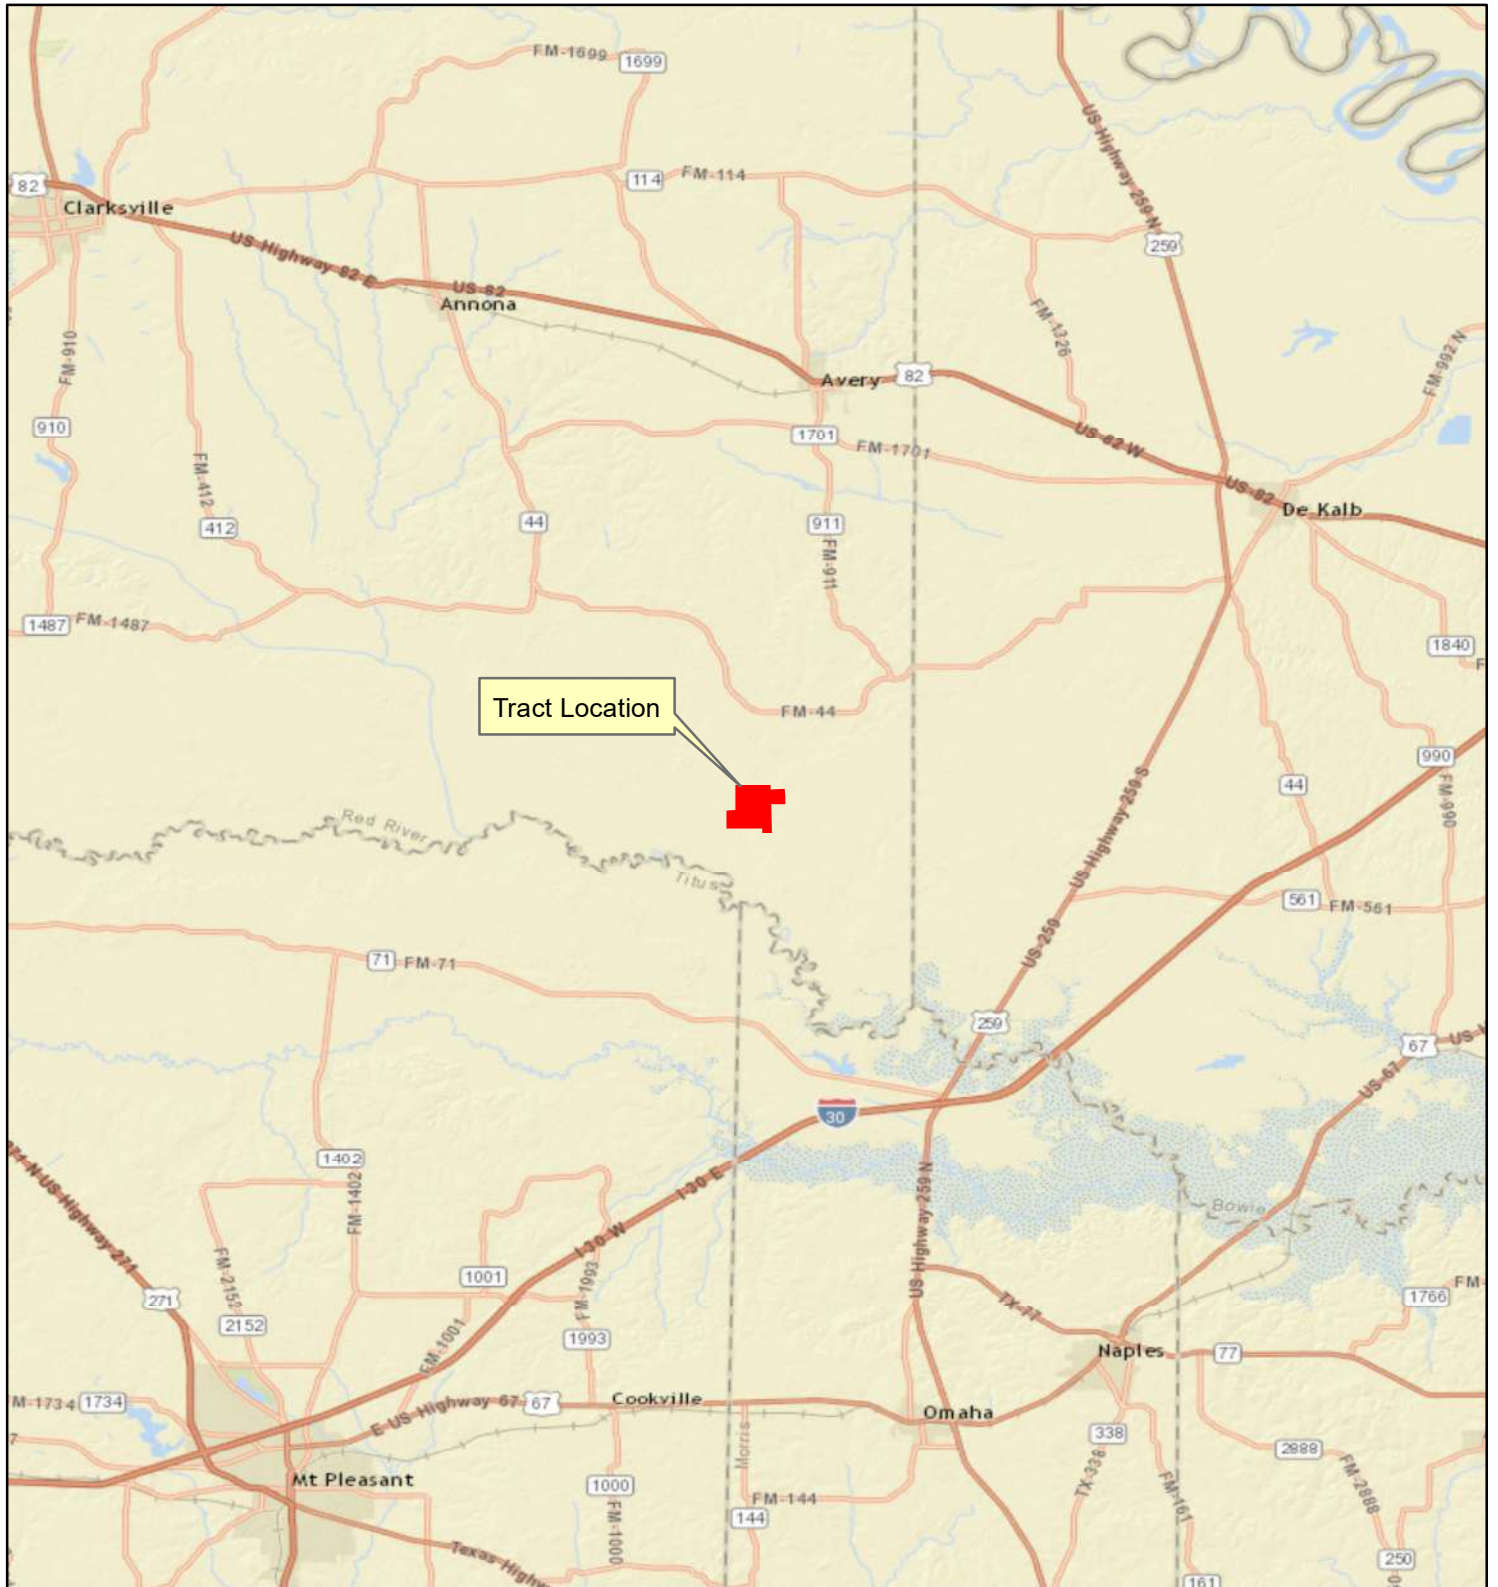 FM-1699
1699
US Highway 259 N
82
Clarksville
114
FM-114
259
US Highway 82 E
US-82
Annona
FM-1326
FM-910
FM-992 N
Avery
82
910
1701
FM-1701
US-82 W
FM-412
US-82
De Kalb
412
44
911
FM-911
1487
FM-1487
1840
Tract Location
FM-44
990
44
FM-990
US Highway 259 S
Red River
Titus
561
FM-561
US-259
71
FM-71
259
67
US-67
30
1402
FM-1402
I-30 E
US Highway 259 N
Bowie
271 N US Highway 271
I-30 W
FM-2152
1001
FM-1993
TX-77
271
2152
FM-1001
1993
1766
FM-
Naples
77
FM-1734
1734
E US Highway 67
67
Cookville
Omaha
Morris
338
2888
Mt Pleasant
1000
FM-1000
FM-144
144
TX-338
FM-161
FM-2888
Texas Highw
250
161